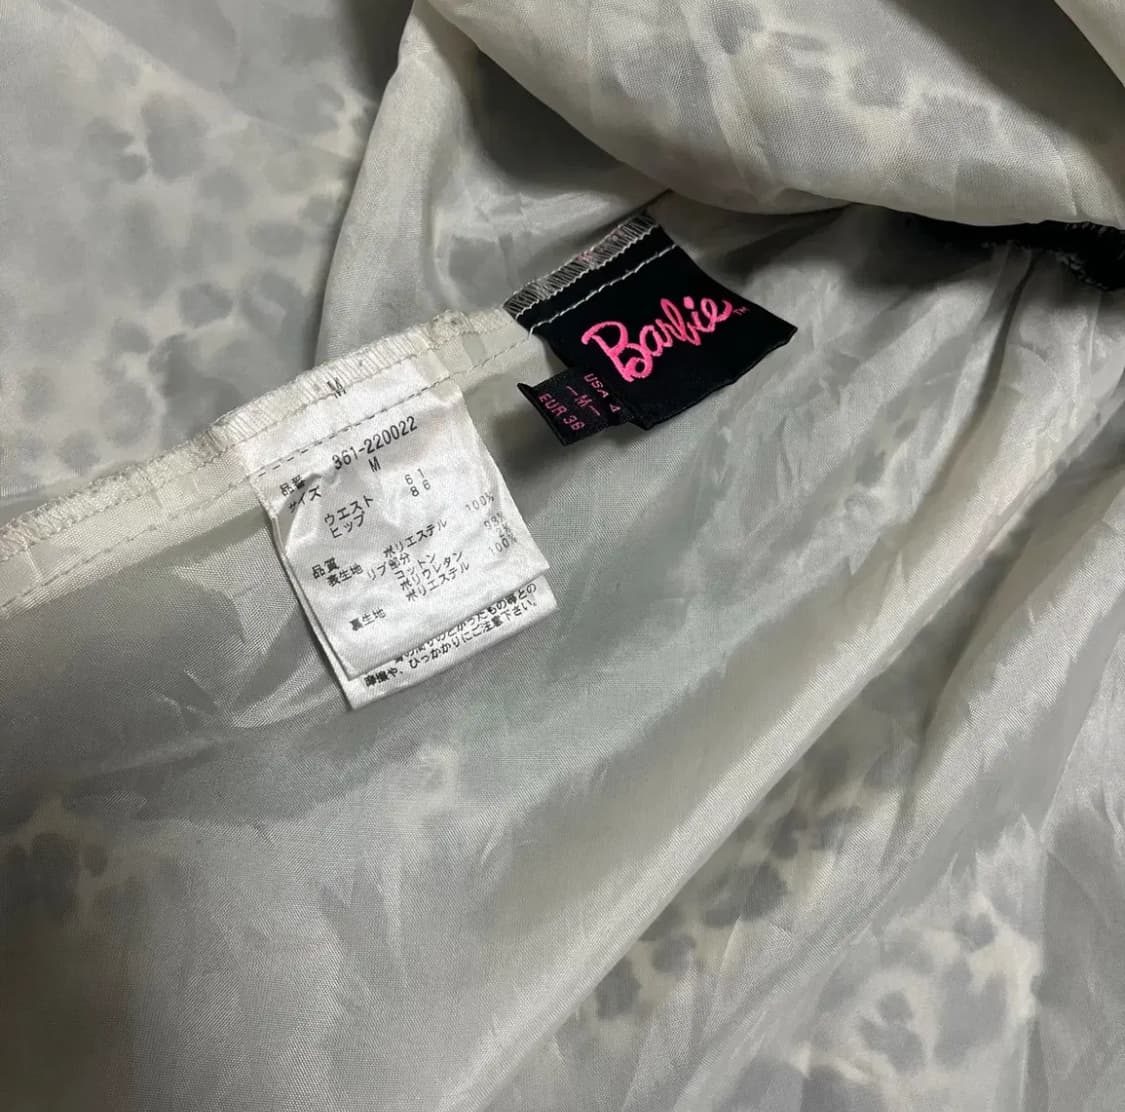 Barbie™
USA 4
—M—
EUR 38
M
品番 361-220022
サイズ M
ウエスト 61
ヒップ 86
品質
表生地 ポリエステル 100%
リブ部分
コットン 98%
ポリウレタン 2%
裏生地 ポリエステル 100%
摩擦や、ひっかかりにご注意下さい。